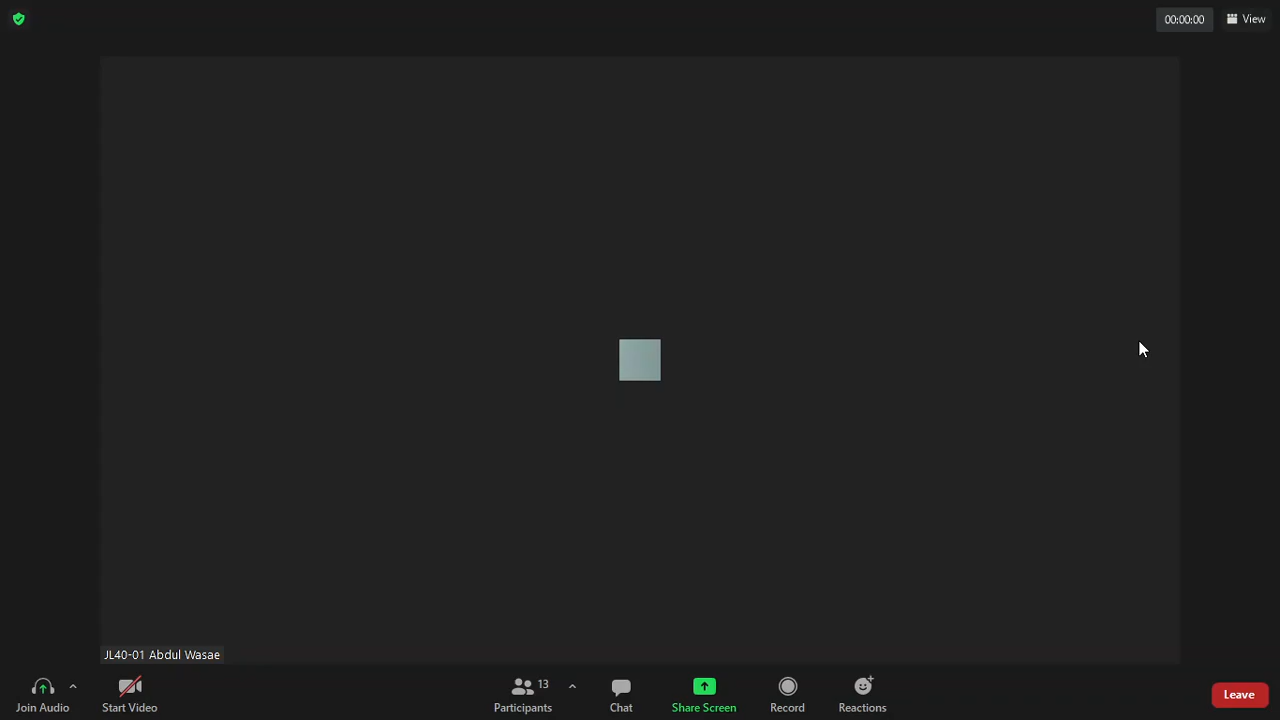 00:00:00 View
JL40-01 Abdul Wasae
13
Join Audio Start Video Participants Chat Share Screen Record Reactions Leave